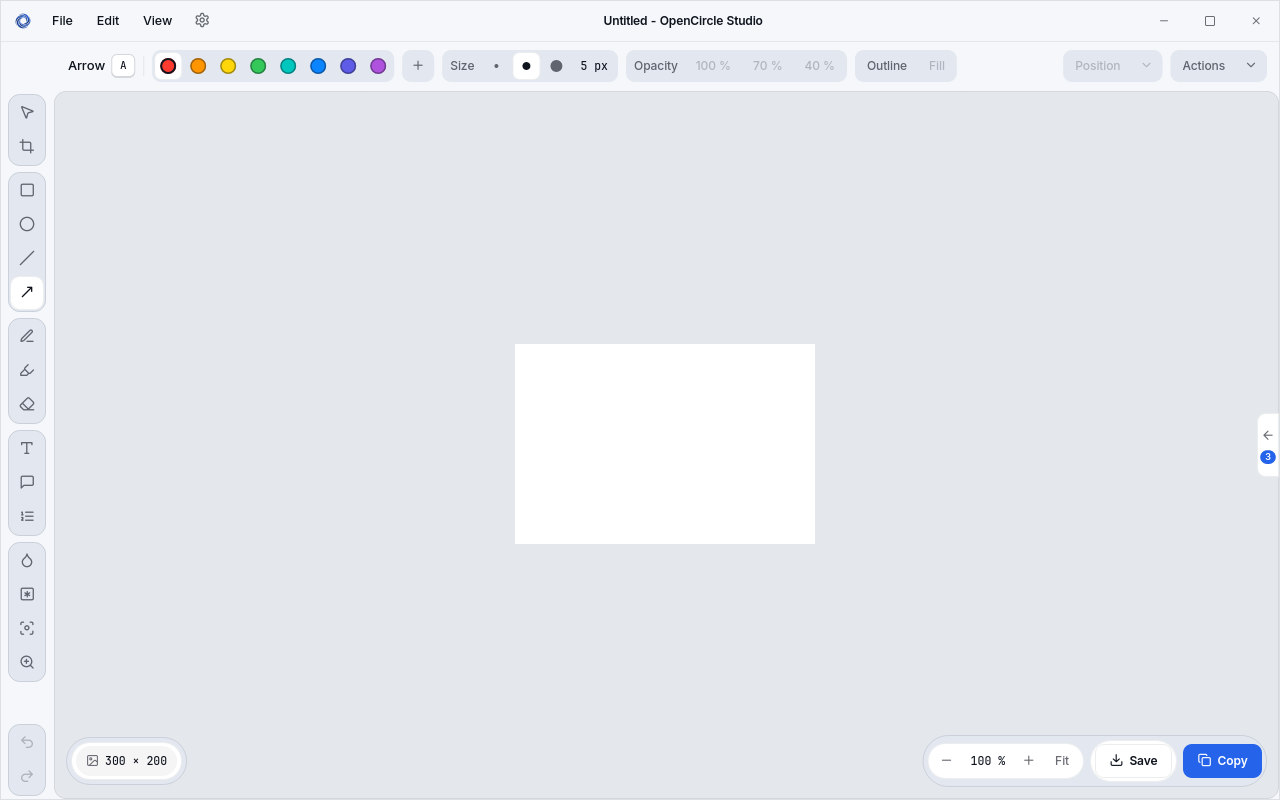 File Edit View
Untitled - OpenCircle Studio
Arrow A
Size 5 px
Opacity 100 % 70 % 40 %
Outline Fill
Position
Actions
3
300 × 200
100 % Fit
Save
Copy